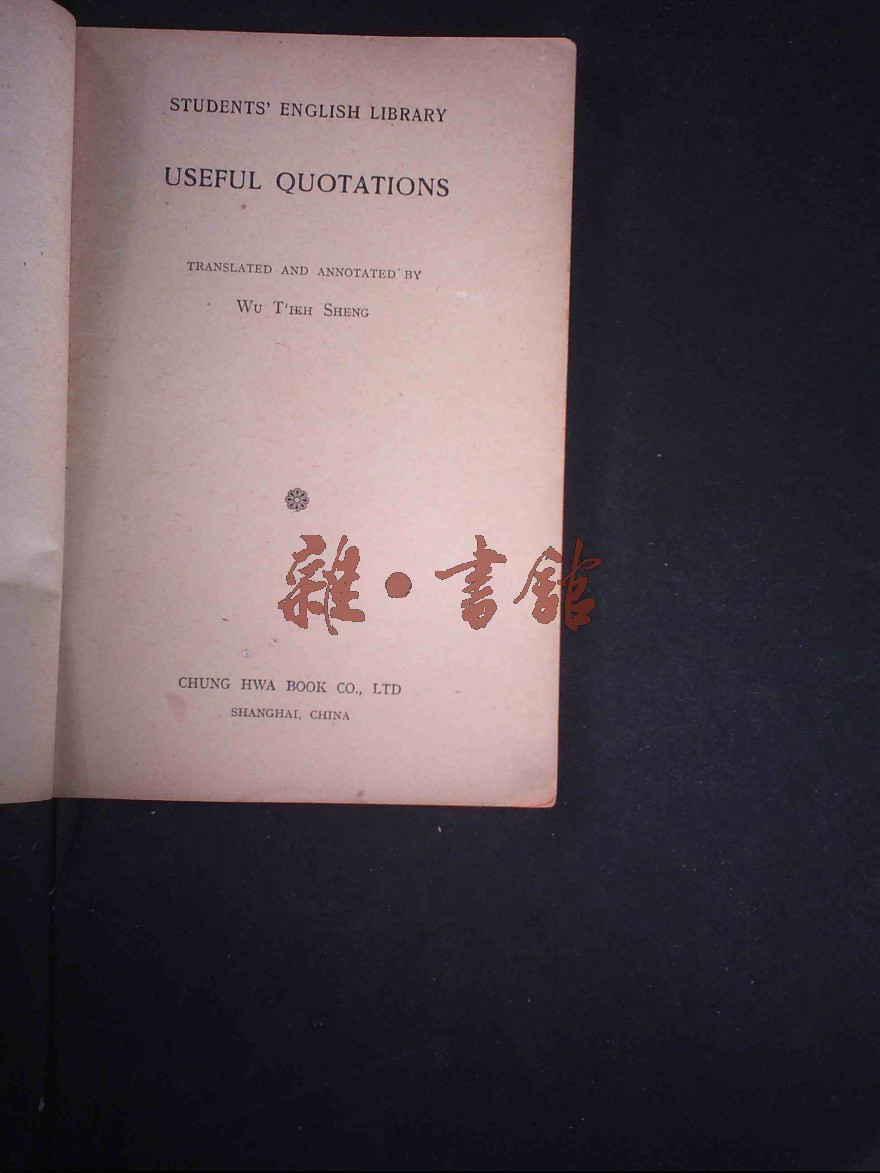 STUDENTS' ENGLISH LIBRARY
USEFUL QUOTATIONS
TRANSLATED AND ANNOTATED BY
WU T‘IEH SHENG
雜·書館
CHUNG HWA BOOK CO., LTD
SHANGHAI, CHINA